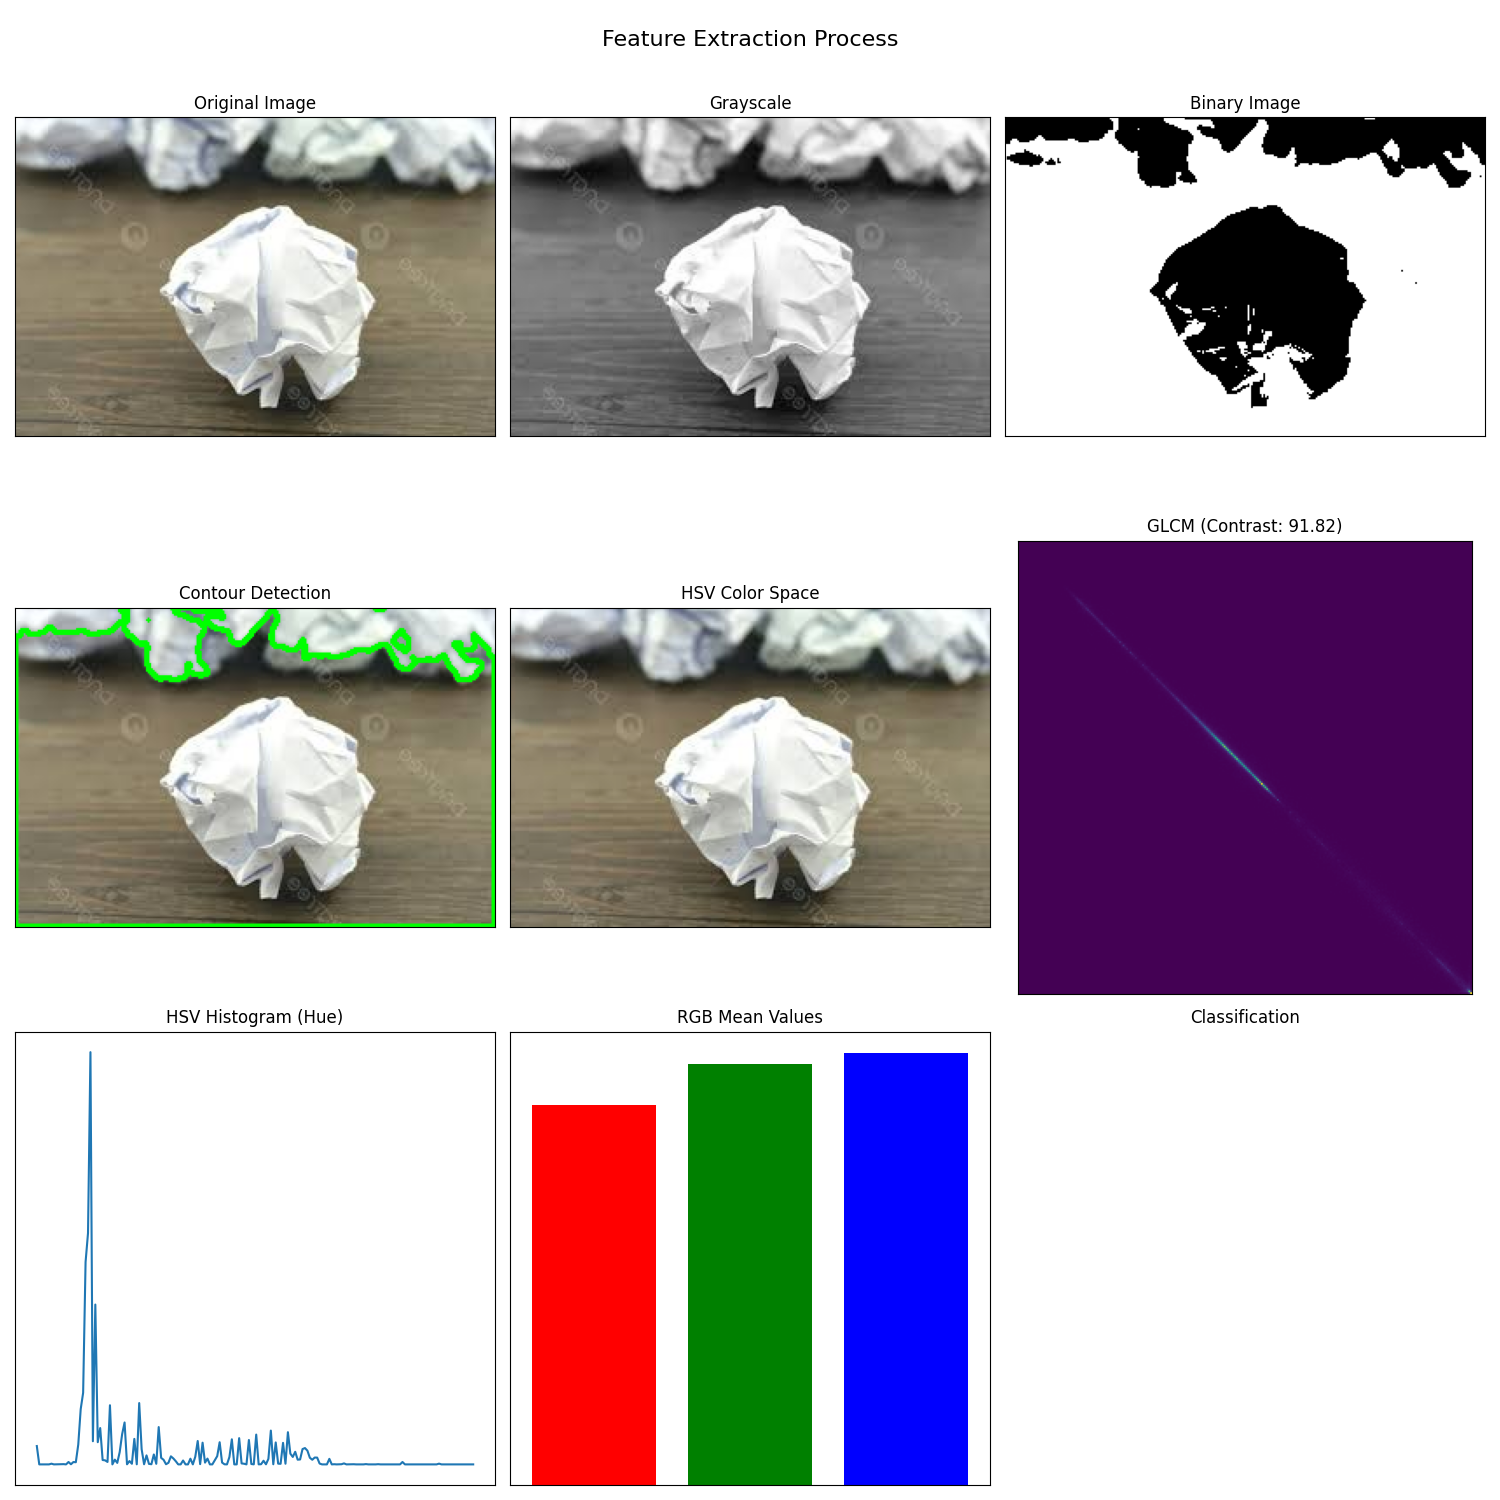 Feature Extraction Process
Original Image
Grayscale
Binary Image
Contour Detection
HSV Color Space
GLCM (Contrast: 91.82)
HSV Histogram (Hue)
RGB Mean Values
Classification